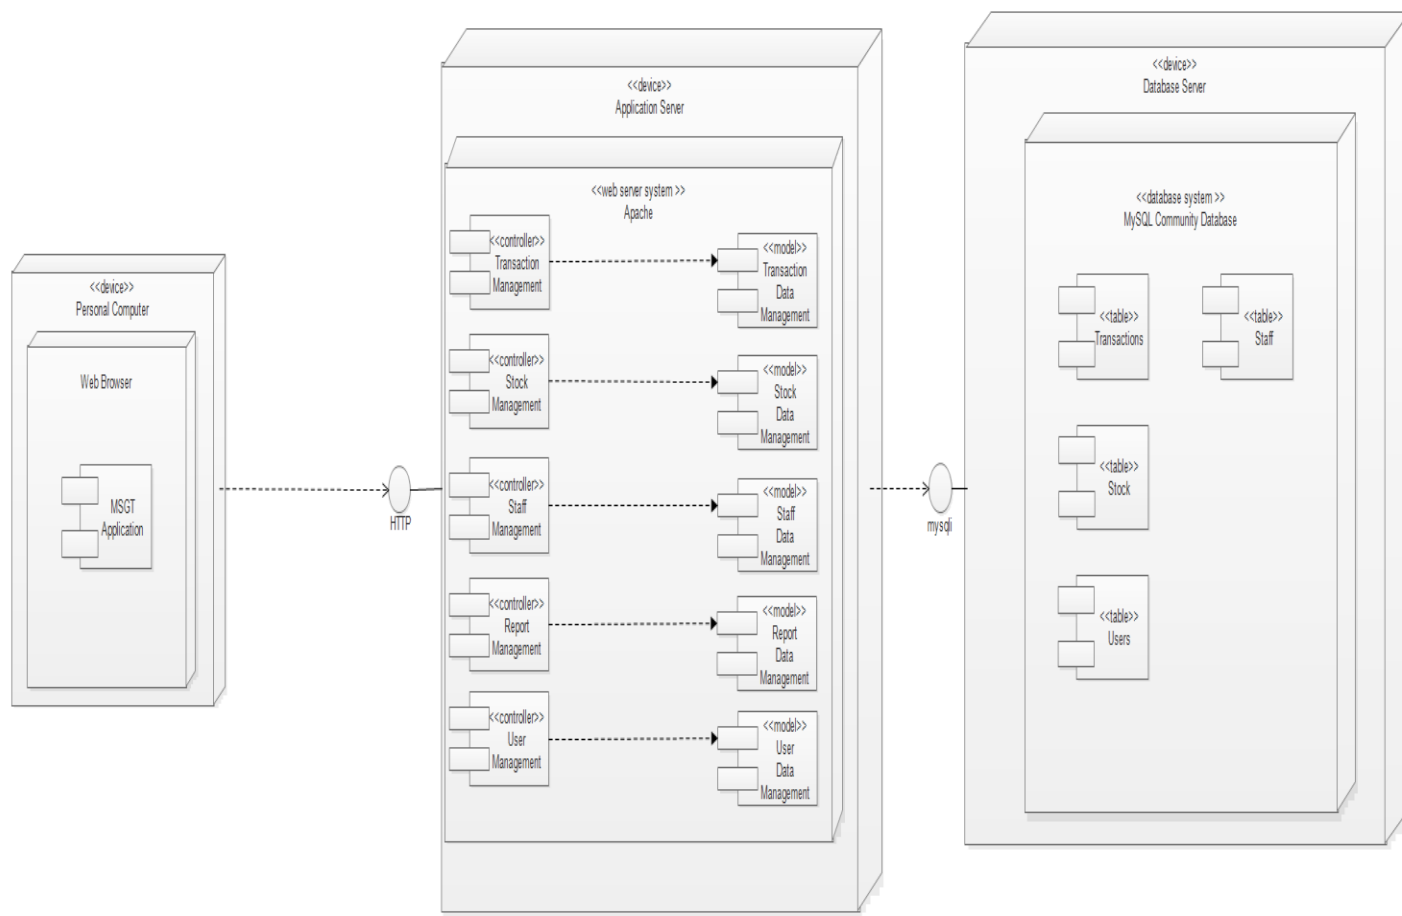 <<device>>
Personal Computer
Web Browser
MSGT
Application
HTTP
<<device>>
Application Server
<<web server system >>
Apache
<<controller>>
Transaction
Management
<<model>>
Transaction
Data
Management
<<controller>>
Stock
Management
<<model>>
Stock
Data
Management
<<controller>>
Staff
Management
<<model>>
Staff
Data
Management
<<controller>>
Report
Management
<<model>>
Report
Data
Management
<<controller>>
User
Management
<<model>>
User
Data
Management
mysqli
<<device>>
Database Server
<<database system >>
MySQL Community Database
<<table>>
Transactions
<<table>>
Staff
<<table>>
Stock
<<table>>
Users